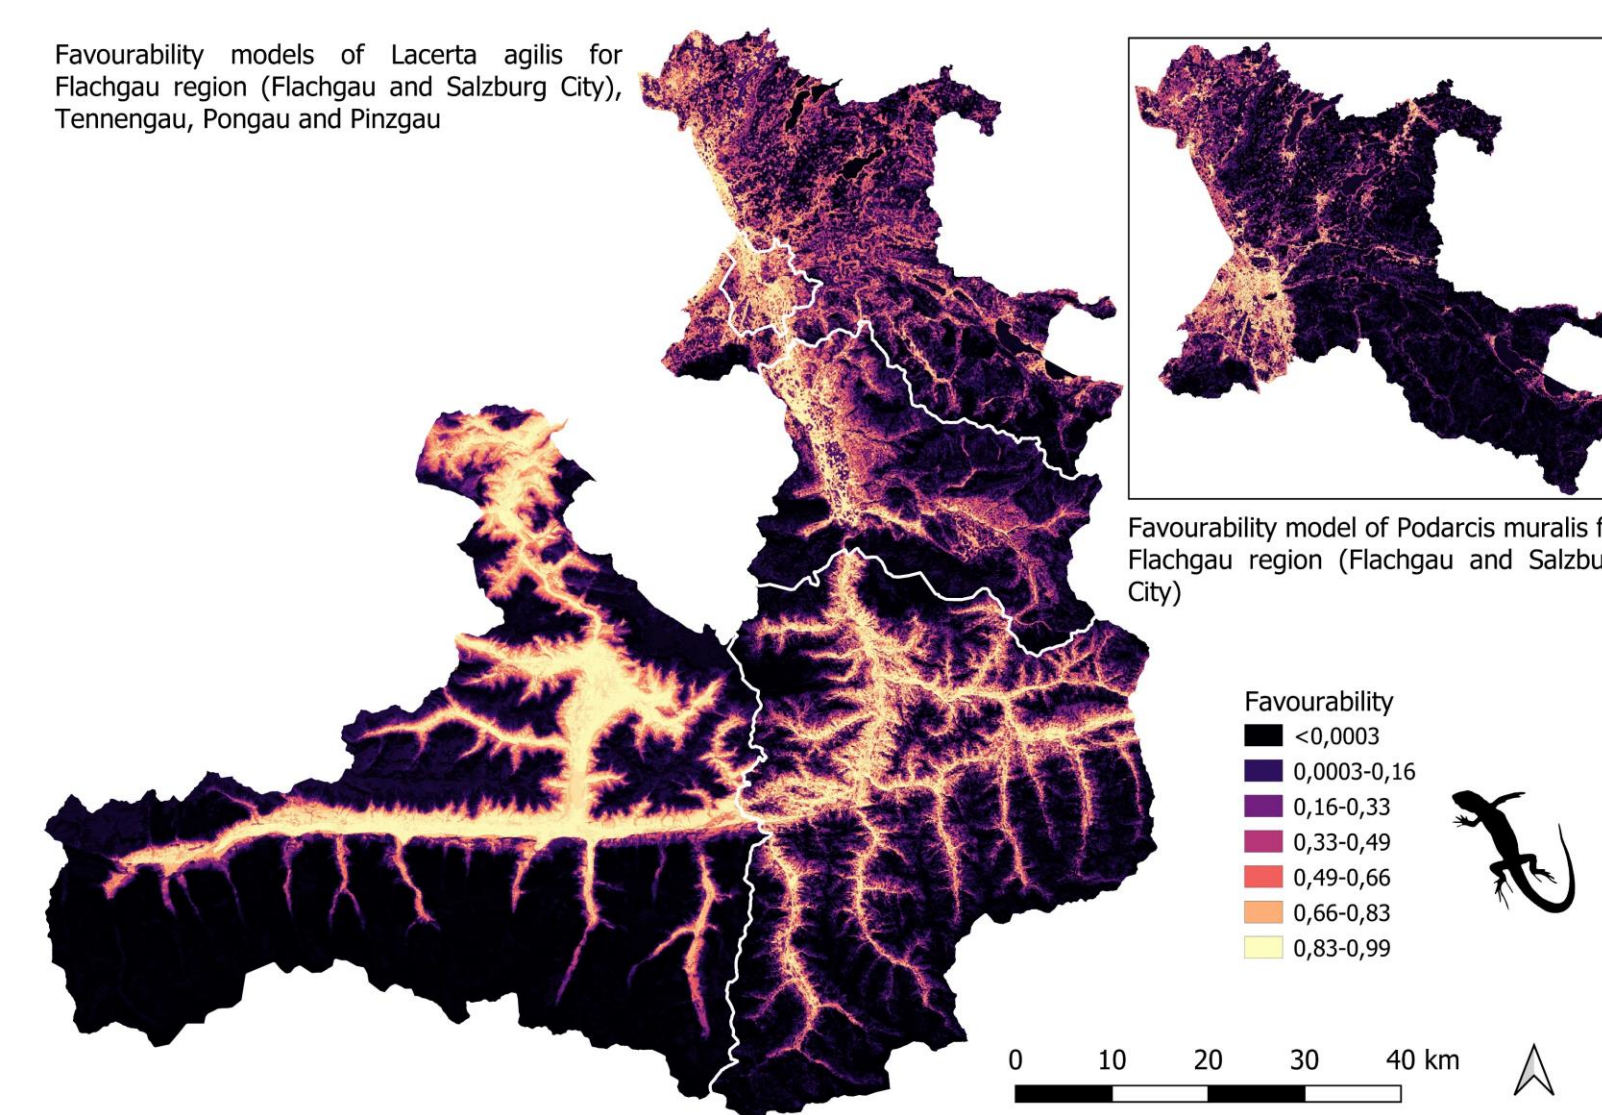 Favourability models of Lacerta agilis for
Flachgau region (Flachgau and Salzburg City),
Tennengau, Pongau and Pinzgau
Favourability model of Podarcis muralis f
Flachgau region (Flachgau and Salzbu
City)
Favourability
<0,0003
0,0003-0,16
0,16-0,33
0,33-0,49
0,49-0,66
0,66-0,83
0,83-0,99
0 10 20 30 40 km